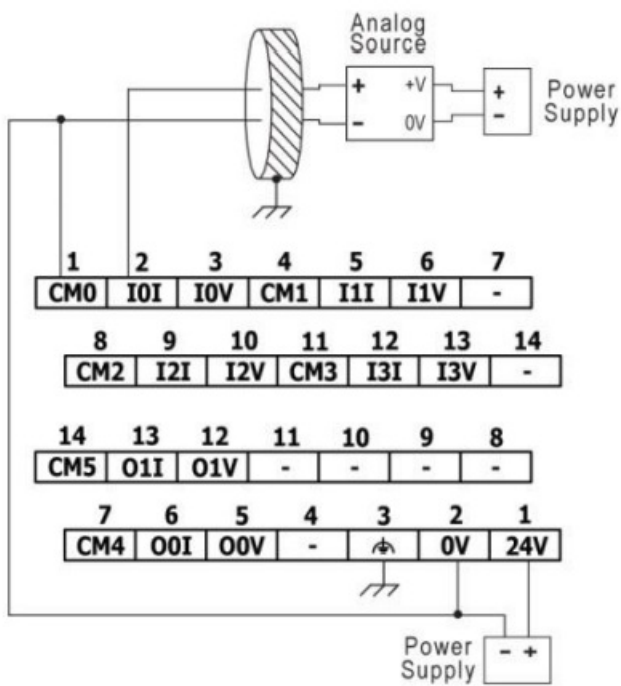 Analog
Source
+ +V
- 0V
+
-
Power
Supply
1 2 3 4 5 6 7
CM0 I0I I0V CM1 I1I I1V -
8 9 10 11 12 13 14
CM2 I2I I2V CM3 I3I I3V -
14 13 12 11 10 9 8
CM5 O1I O1V - - - -
7 6 5 4 3 2 1
CM4 O0I O0V - 0V 24V
Power
Supply
- +